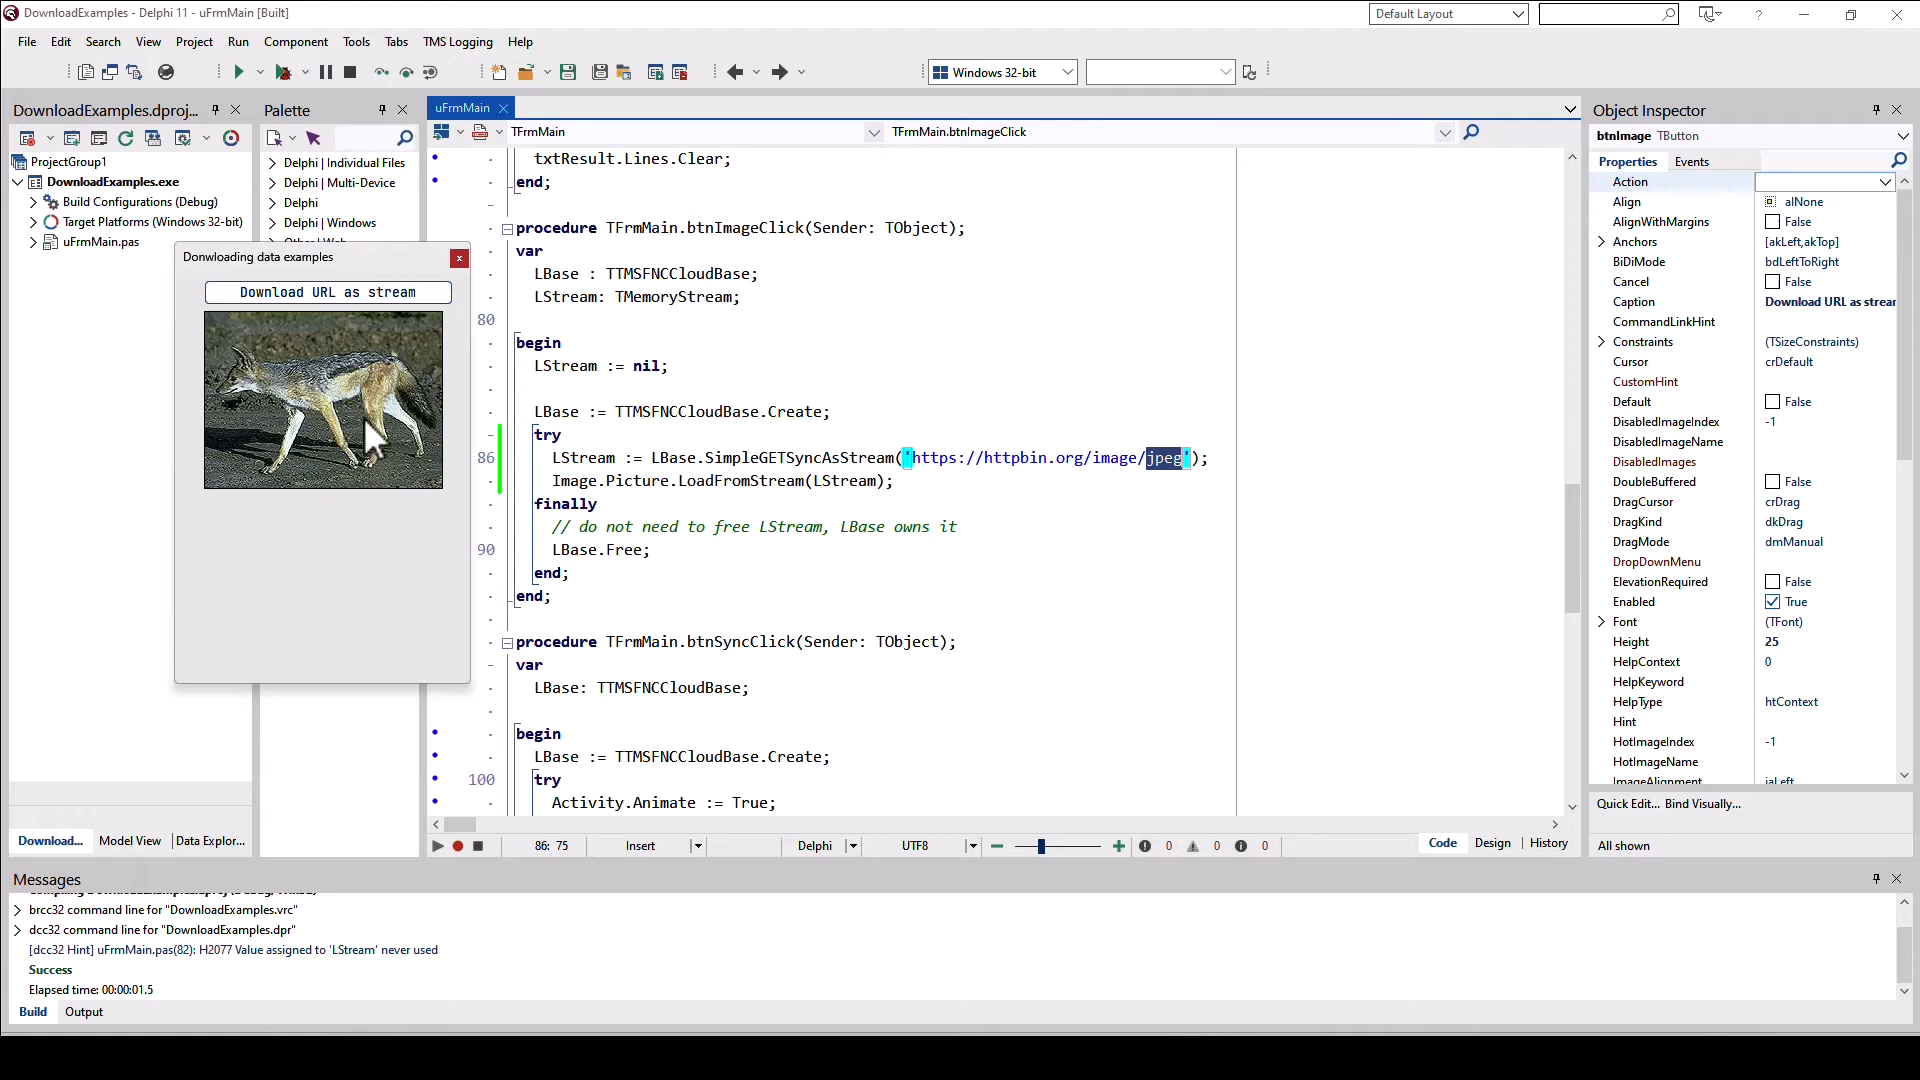 DownloadExamples - Delphi 11 - uFrmMain [Built]
Default Layout
File Edit Search View Project Run Component Tools Tabs TMS Logging Help
Windows 32-bit
DownloadExamples.dproj...
Palette
uFrmMain
Object Inspector
TFrmMain
TFrmMain.btnImageClick
btnImage TButton
Properties Events
ProjectGroup1
DownloadExamples.exe
Build Configurations (Debug)
Target Platforms (Windows 32-bit)
uFrmMain.pas
Delphi | Individual Files
Delphi | Multi-Device
Delphi
Delphi | Windows
Donwloading data examples
Download URL as stream
txtResult.Lines.Clear;
end;
procedure TFrmMain.btnImageClick(Sender: TObject);
var
LBase : TTMSFNCCloudBase;
LStream: TMemoryStream;
80
begin
LStream := nil;
LBase := TTMSFNCCloudBase.Create;
try
86 LStream := LBase.SimpleGETSyncAsStream('https://httpbin.org/image/jpeg');
Image.Picture.LoadFromStream(LStream);
finally
// do not need to free LStream, LBase owns it
90 LBase.Free;
end;
end;
procedure TFrmMain.btnSyncClick(Sender: TObject);
var
LBase: TTMSFNCCloudBase;
begin
LBase := TTMSFNCCloudBase.Create;
100 try
Activity.Animate := True;
Action
Align alNone
AlignWithMargins False
Anchors [akLeft,akTop]
BiDiMode bdLeftToRight
Cancel False
Caption Download URL as strear
CommandLinkHint
Constraints (TSizeConstraints)
Cursor crDefault
CustomHint
Default False
DisabledImageIndex -1
DisabledImageName
DisabledImages
DoubleBuffered False
DragCursor crDrag
DragKind dkDrag
DragMode dmManual
DropDownMenu
ElevationRequired False
Enabled True
Font (TFont)
Height 25
HelpContext 0
HelpKeyword
HelpType htContext
Hint
HotImageIndex -1
HotImageName
ImageAlignment iaLeft
Quick Edit... Bind Visually...
All shown
Download... Model View Data Explor...
86: 75 Insert Delphi UTF8 0 0 0
Code Design History
Messages
brcc32 command line for "DownloadExamples.vrc"
dcc32 command line for "DownloadExamples.dpr"
[dcc32 Hint] uFrmMain.pas(82): H2077 Value assigned to 'LStream' never used
Success
Elapsed time: 00:00:01.5
Build Output